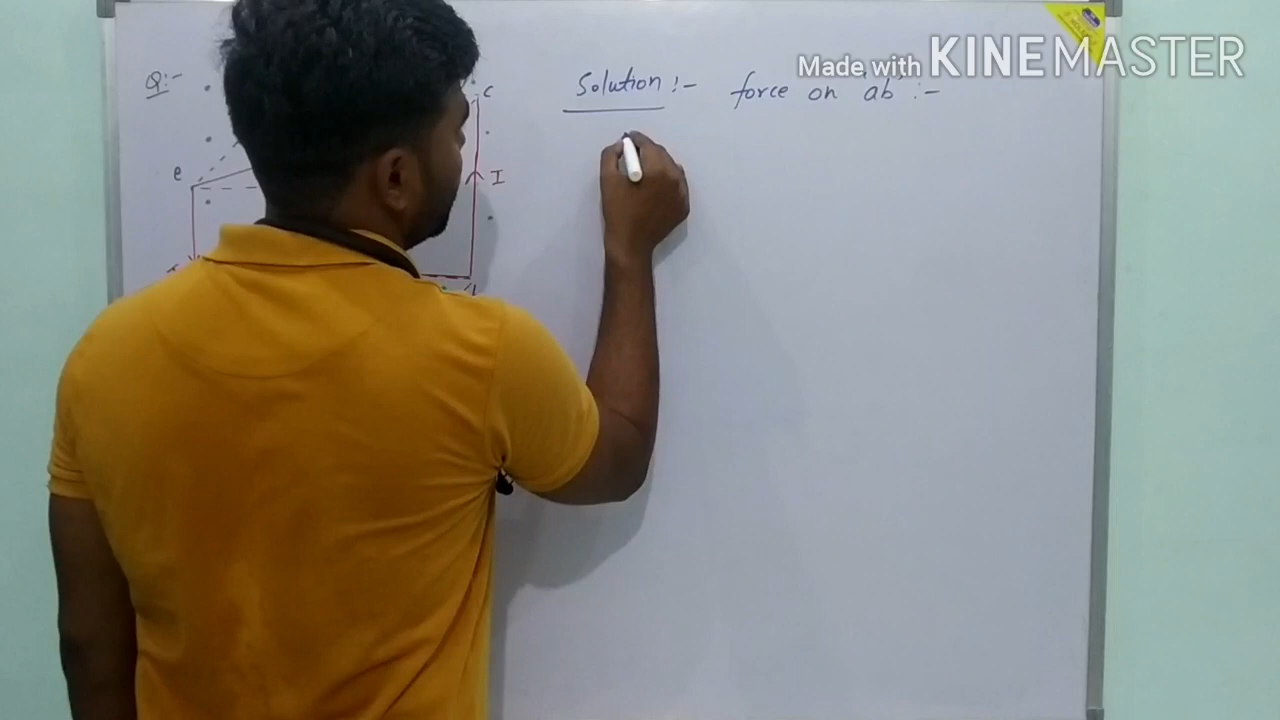 Made with KINEMASTER
Q:-
Solution :- force on 'ab' :-
c
e
I